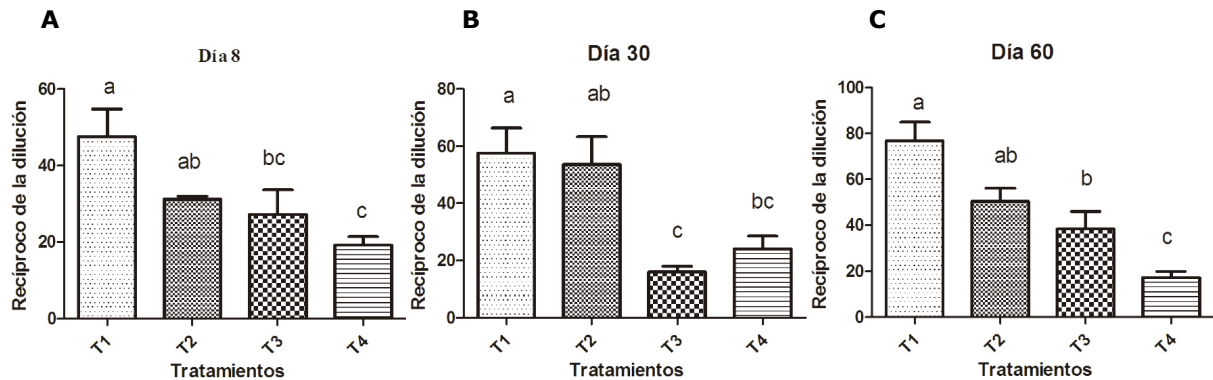 A
Día 8
Recíproco de la dilución
60
40
20
0
a
ab
bc
c
T1
T2
T3
T4
Tratamientos
B
Día 30
Recíproco de la dilución
80
60
40
20
0
a
ab
c
bc
T1
T2
T3
T4
Tratamientos
C
Día 60
Recíproco de la dilución
100
80
60
40
20
0
a
ab
b
c
T1
T2
T3
T4
Tratamientos